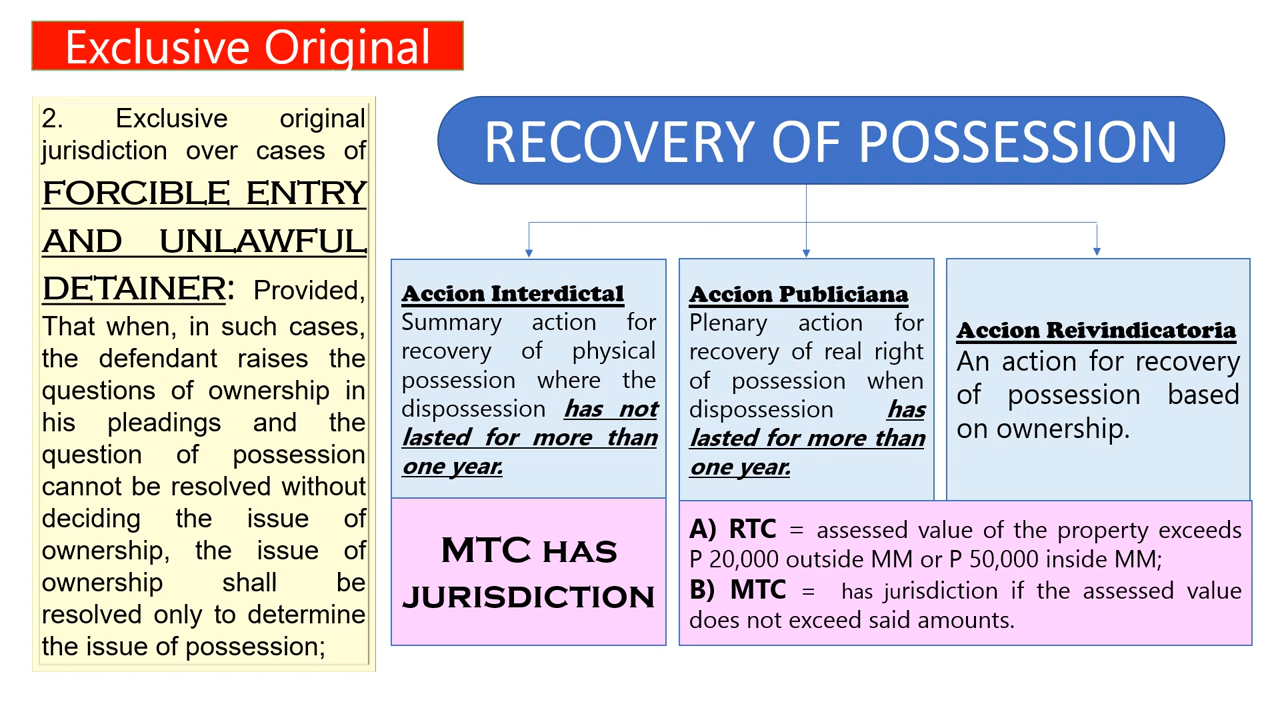 Exclusive Original
2. Exclusive original
jurisdiction over cases of
FORCIBLE ENTRY
AND UNLAWFUL
DETAINER: Provided,
That when, in such cases,
the defendant raises the
questions of ownership in
his pleadings and the
question of possession
cannot be resolved without
deciding the issue of
ownership, the issue of
ownership shall be
resolved only to determine
the issue of possession;
RECOVERY OF POSSESSION
Accion Interdictal
Summary action for
recovery of physical
possession where the
dispossession has not
lasted for more than
one year.
MTC HAS
JURISDICTION
Accion Publiciana
Plenary action for
recovery of real right
of possession when
dispossession has
lasted for more than
one year.
Accion Reivindicatoria
An action for recovery
of possession based
on ownership.
A) RTC = assessed value of the property exceeds
P 20,000 outside MM or P 50,000 inside MM;
B) MTC = has jurisdiction if the assessed value
does not exceed said amounts.